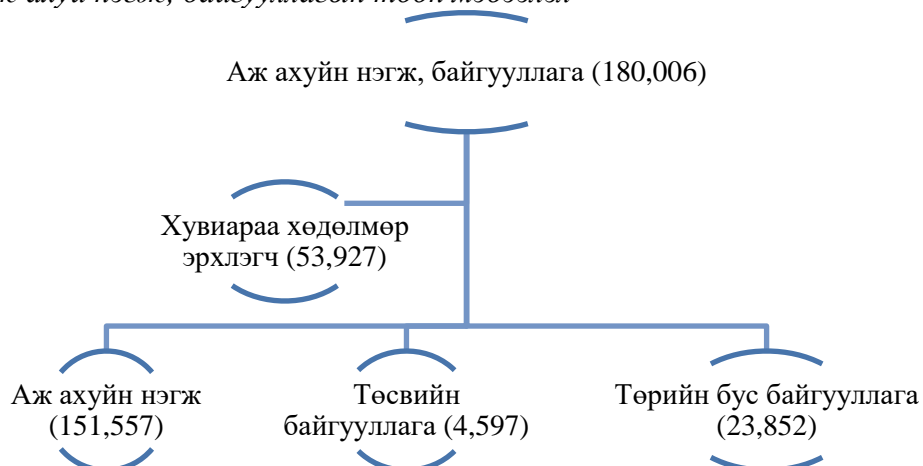 Аж ахуйн нэгж, байгууллага (180,006)
Хувиараа хөдөлмөр
эрхлэгч (53,927)
Аж ахуйн нэгж
(151,557)
Төсвийн
байгууллага (4,597)
Төрийн бус байгууллага
(23,852)